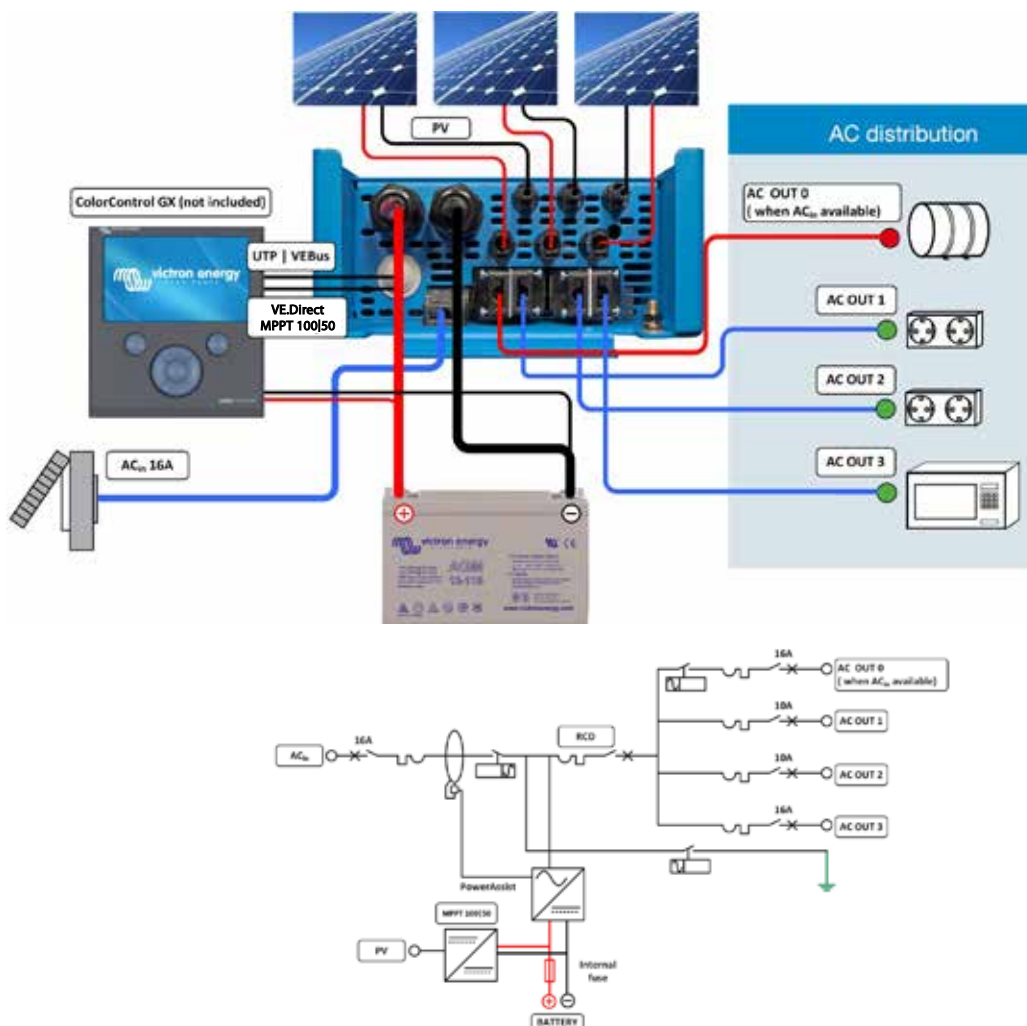 PV
AC distribution
ColorControl GX (not included)
AC OUT 0
( when ACin available)
UTP | VEBus
victron energy
VE.Direct
MPPT 100|50
AC OUT 1
AC OUT 2
ACin 16A
AC OUT 3
+
−
victron energy
AGM
www.victronenergy.com
16A
AC OUT 0
( when ACin available)
10A
AC OUT 1
16A
RCD
ACin
10A
AC OUT 2
16A
AC OUT 3
PowerAssist
MPPT 100|50
PV
Internal
fuse
+
−
BATTERY